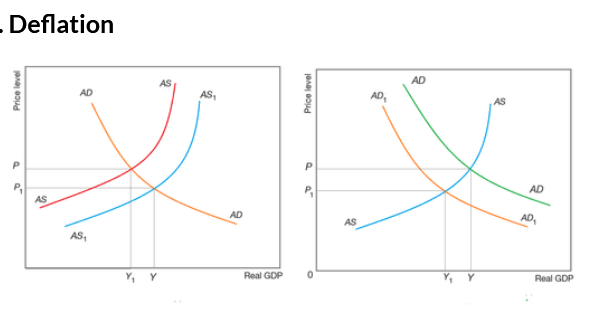 . Deflation
Price level
AD
AS
AS₁
P
P₁
AS
AS₁
AD
Y₁ Y
Real GDP
Price level
AD₁
AD
AS
P
P₁
AD
AS
AD₁
0
Y₁ Y
Real GDP